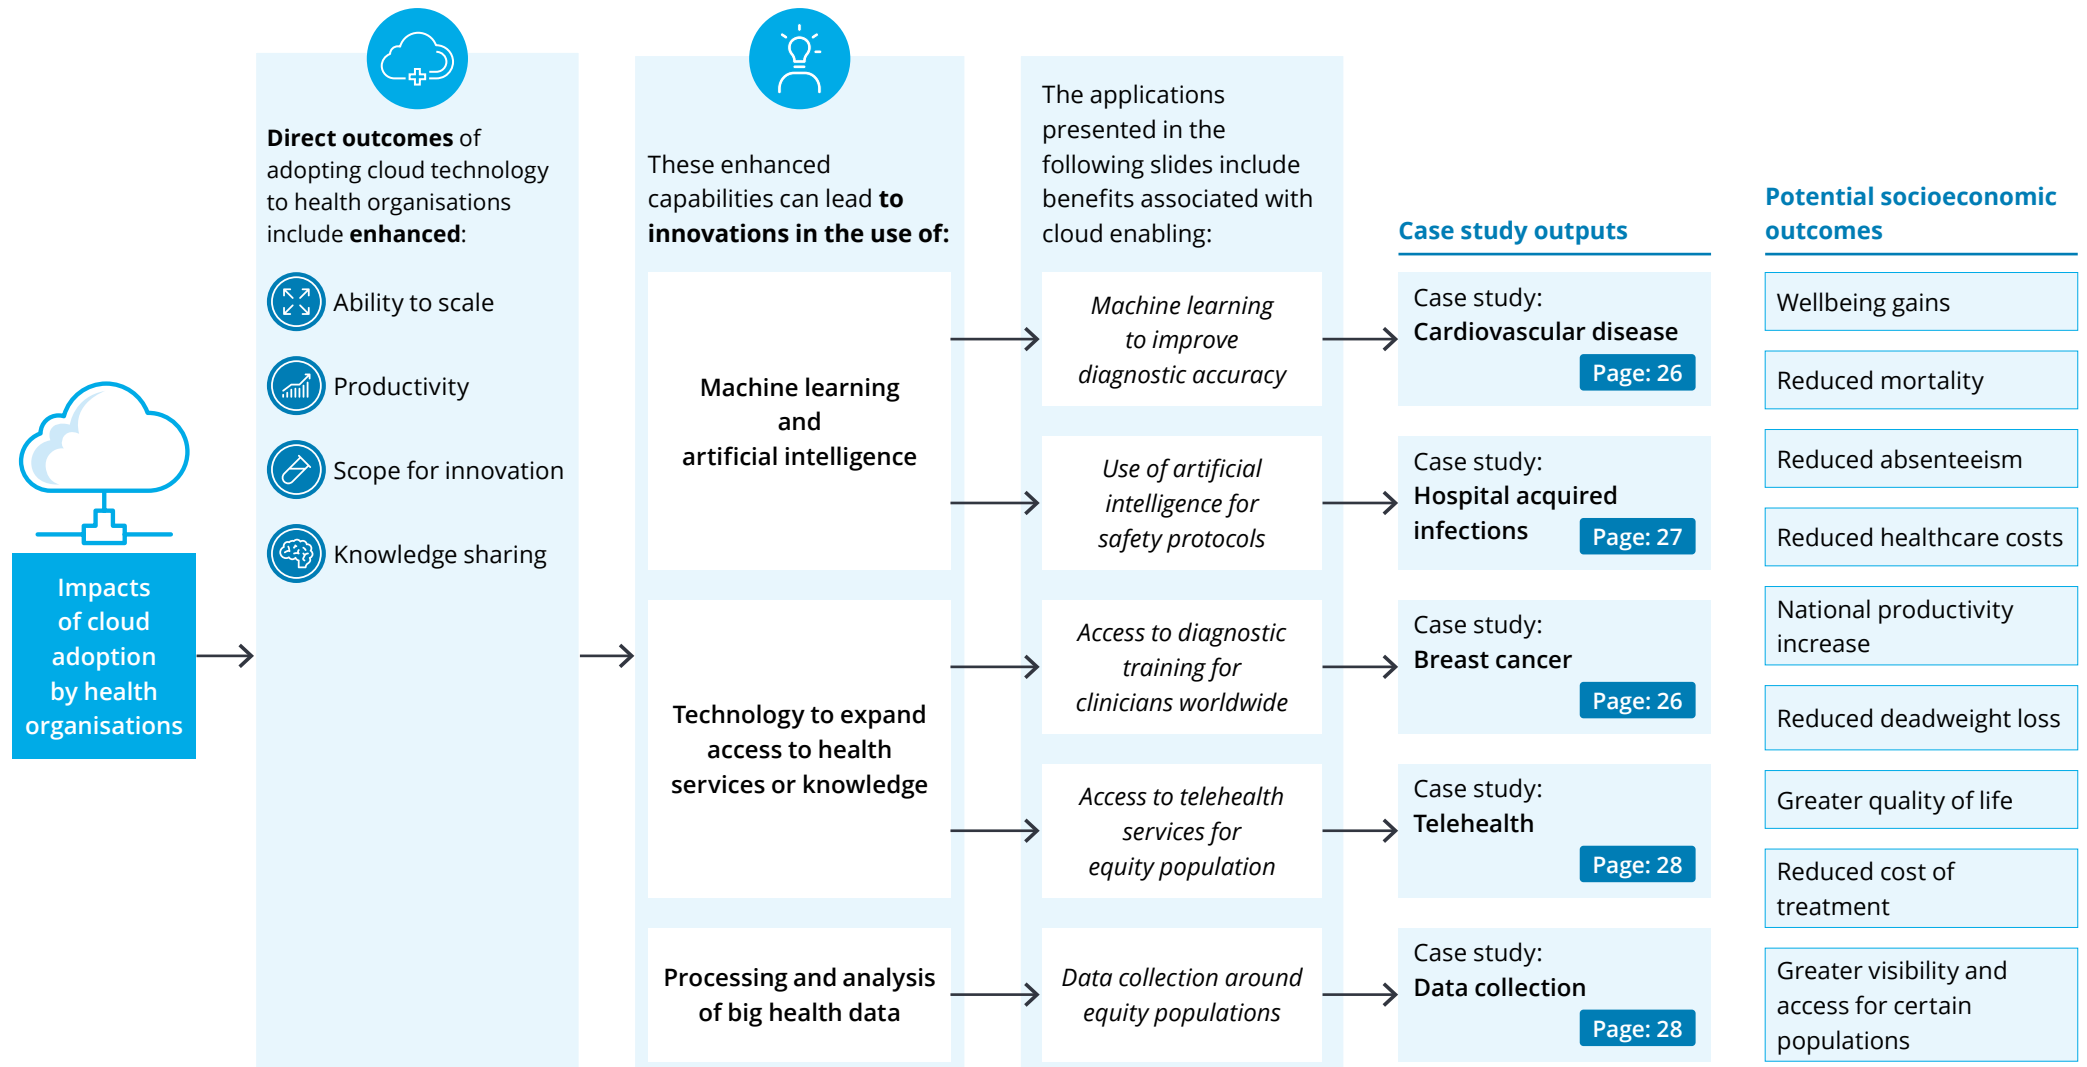 Impacts
of cloud
adoption
by health
organisations
Direct outcomes of
adopting cloud technology
to health organisations
include enhanced:
Ability to scale
Productivity
Scope for innovation
Knowledge sharing
These enhanced
capabilities can lead to
innovations in the use of:
Machine learning
and
artificial intelligence
Technology to expand
access to health
services or knowledge
Processing and analysis
of big health data
The applications
presented in the
following slides include
benefits associated with
cloud enabling:
Machine learning
to improve
diagnostic accuracy
Use of artificial
intelligence for
safety protocols
Access to diagnostic
training for
clinicians worldwide
Access to telehealth
services for
equity population
Data collection around
equity populations
Case study outputs
Case study:
Cardiovascular disease
Page: 26
Case study:
Hospital acquired
infections
Page: 27
Case study:
Breast cancer
Page: 26
Case study:
Telehealth
Page: 28
Case study:
Data collection
Page: 28
Potential socioeconomic
outcomes
Wellbeing gains
Reduced mortality
Reduced absenteeism
Reduced healthcare costs
National productivity
increase
Reduced deadweight loss
Greater quality of life
Reduced cost of
treatment
Greater visibility and
access for certain
populations